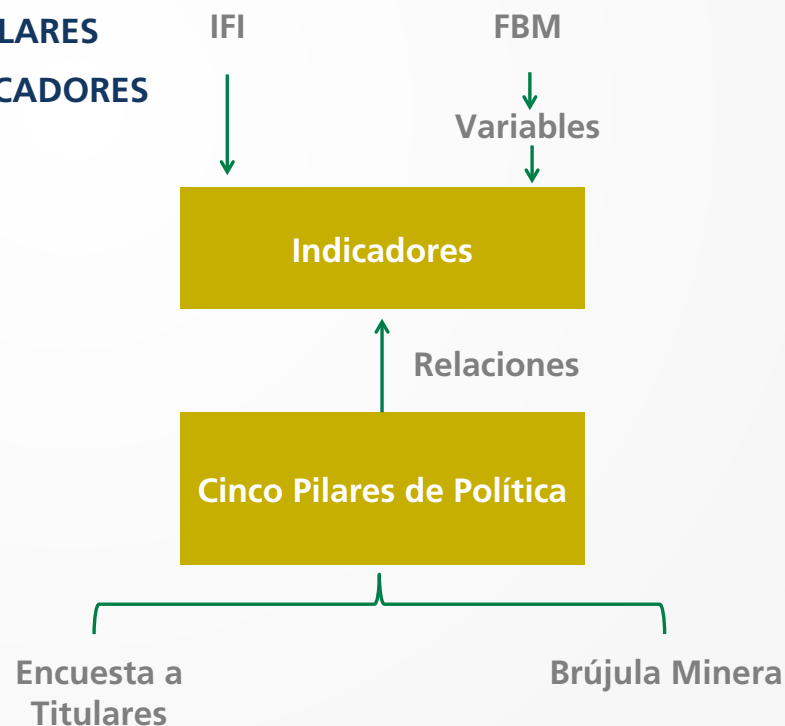 LARES
CADORES
IFI
FBM
Variables
Indicadores
Relaciones
Cinco Pilares de Política
Encuesta a
Titulares
Brújula Minera